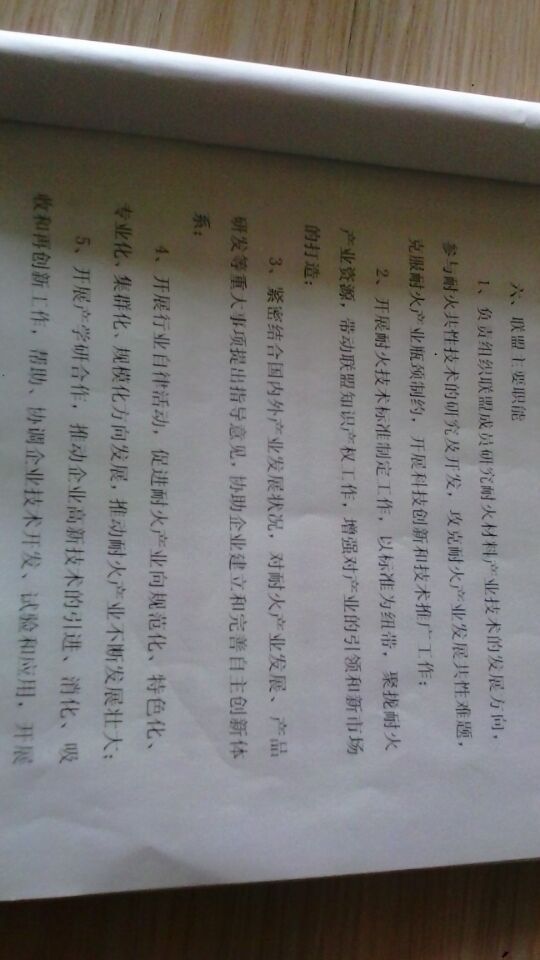 六、联盟主要职能
1、负责组织联盟成员研究耐火材料产业技术的发展方向，
参与耐火共性技术的研究及开发，攻克耐火产业发展共性难题，
克服耐火产业瓶颈制约，开展科技创新和技术推广工作；
2、开展耐火技术标准制定工作，以标准为纽带，聚拢耐火
产业资源，带动联盟知识产权工作，增强对产业的引领和新市场
的打造；
3、紧密结合国内外产业发展状况，对耐火产业发展、产品
研发等重大事项提出指导意见，协助企业建立和完善自主创新体
系；
4、开展行业自律活动，促进耐火产业向规范化、特色化、
专业化、集群化、规模化方向发展，推动耐火产业不断发展壮大；
5、开展产学研合作，推动企业高新技术的引进、消化、吸
收和再创新工作，帮助、协调企业技术开发、试验和应用，开展